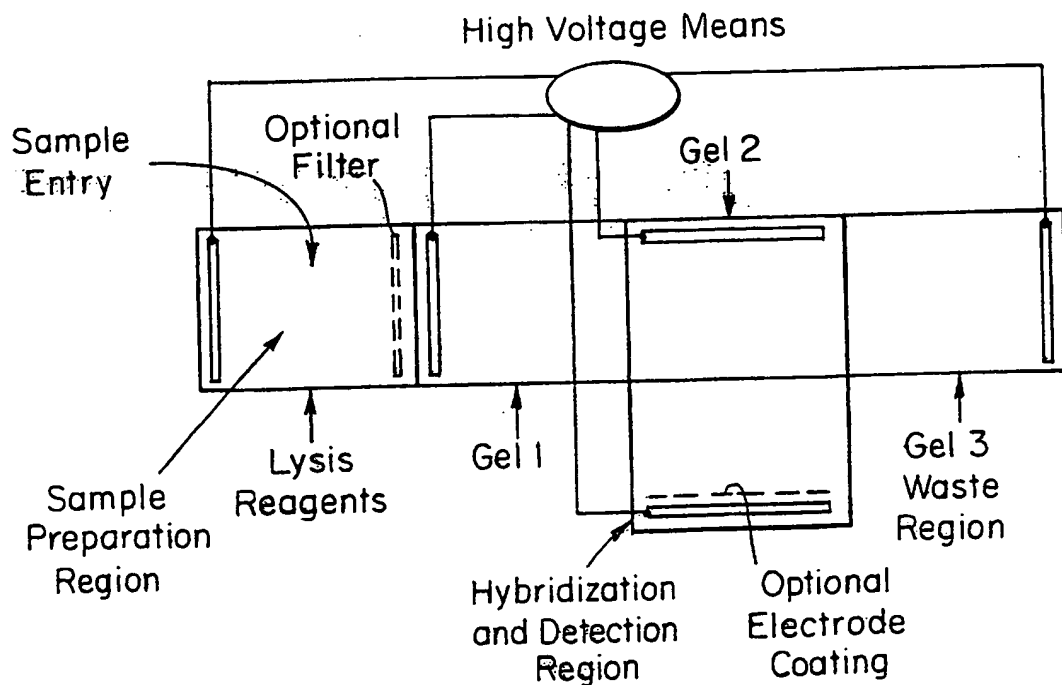 High Voltage Means
Sample
Entry
Optional
Filter
Gel 2
Sample
Preparation
Region
Lysis
Reagents
Gel 1
Gel 3
Waste
Region
Hybridization
and Detection
Region
Optional
Electrode
Coating